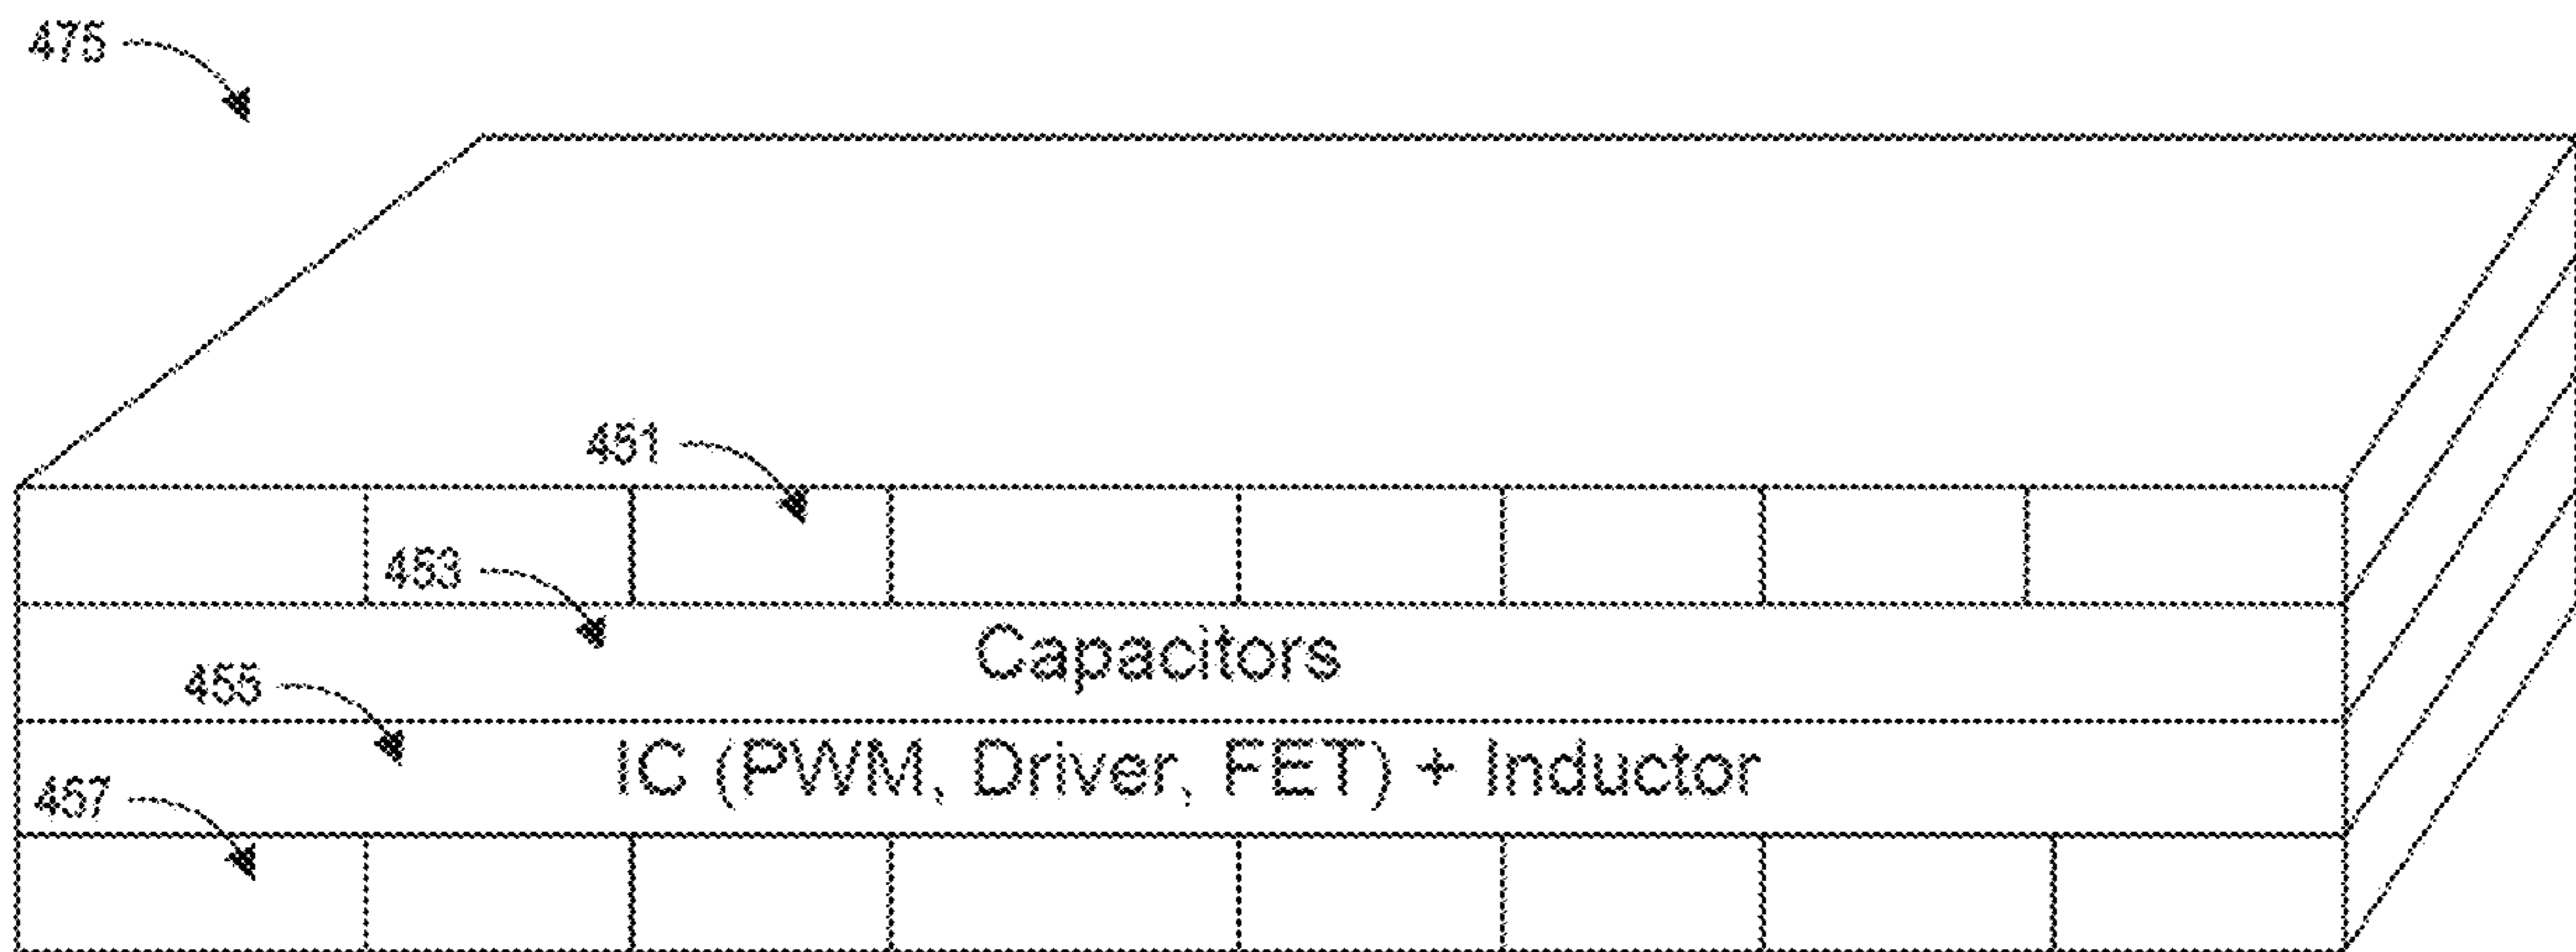 475
451
453
Capacitors
455
IC (PWM, Driver, FET) + Inductor
457